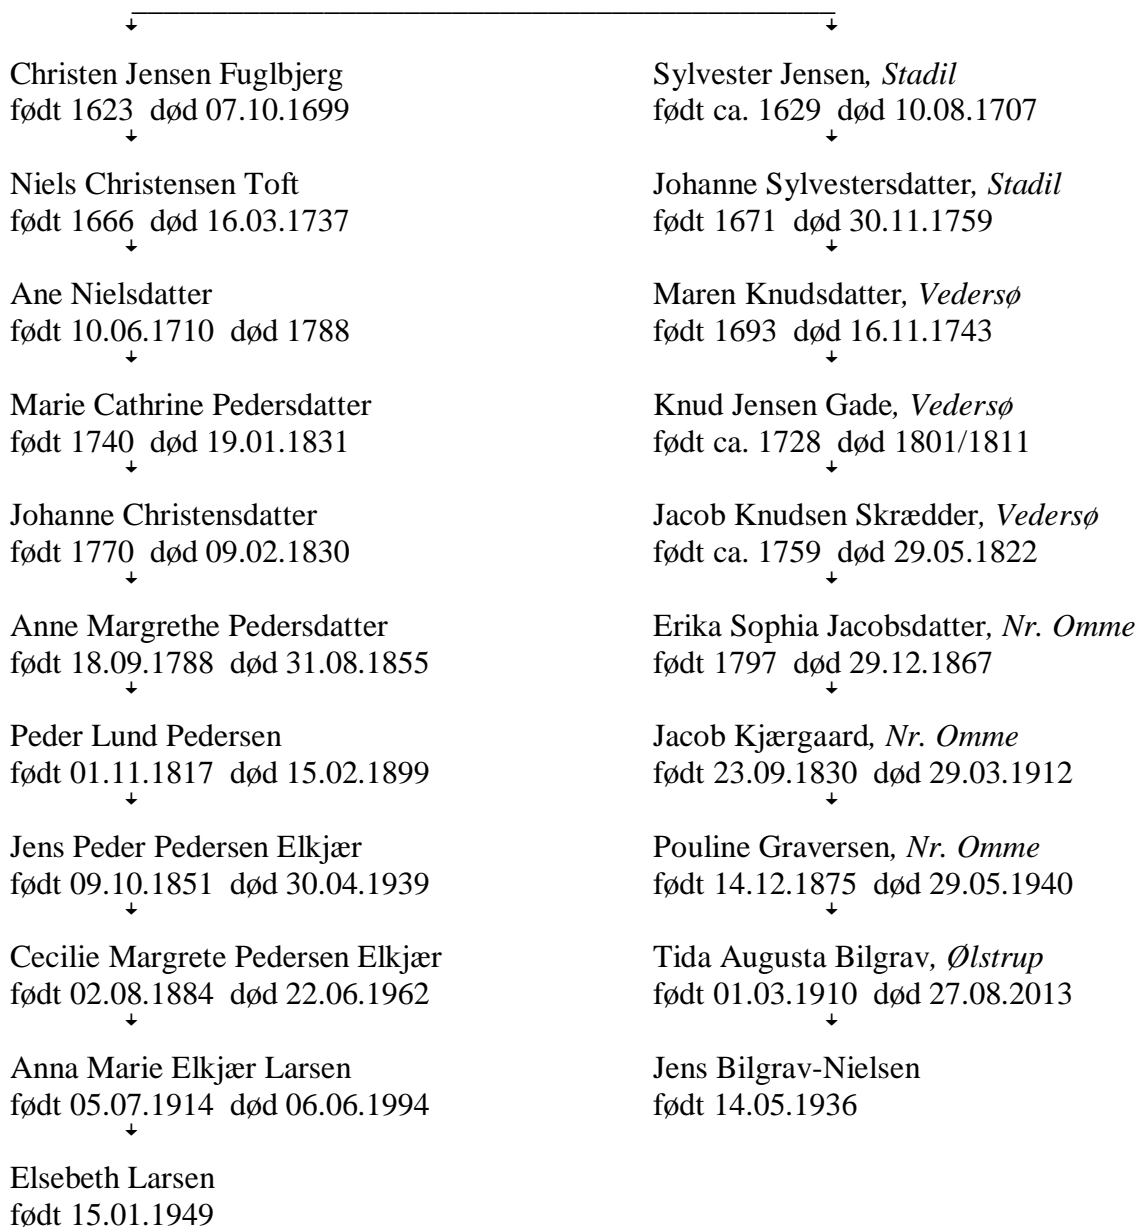 Christen Jensen Fuglbjerg
født 1623  død 07.10.1699
Niels Christensen Toft
født 1666  død 16.03.1737
Ane Nielsdatter
født 10.06.1710  død 1788
Marie Cathrine Pedersdatter
født 1740  død 19.01.1831
Johanne Christensdatter
født 1770  død 09.02.1830
Anne Margrethe Pedersdatter
født 18.09.1788  død 31.08.1855
Peder Lund Pedersen
født 01.11.1817  død 15.02.1899
Jens Peder Pedersen Elkjær
født 09.10.1851  død 30.04.1939
Cecilie Margrete Pedersen Elkjær
født 02.08.1884  død 22.06.1962
Anna Marie Elkjær Larsen
født 05.07.1914  død 06.06.1994
Elsebeth Larsen
født 15.01.1949
Sylvester Jensen, Stadil
født ca. 1629  død 10.08.1707
Johanne Sylvestersdatter, Stadil
født 1671  død 30.11.1759
Maren Knudsdatter, Vedersø
født 1693  død 16.11.1743
Knud Jensen Gade, Vedersø
født ca. 1728  død 1801/1811
Jacob Knudsen Skrædder, Vedersø
født ca. 1759  død 29.05.1822
Erika Sophia Jacobsdatter, Nr. Omme
født 1797  død 29.12.1867
Jacob Kjærgaard, Nr. Omme
født 23.09.1830  død 29.03.1912
Pouline Graversen, Nr. Omme
født 14.12.1875  død 29.05.1940
Tida Augusta Bilgrav, Ølstrup
født 01.03.1910  død 27.08.2013
Jens Bilgrav-Nielsen
født 14.05.1936